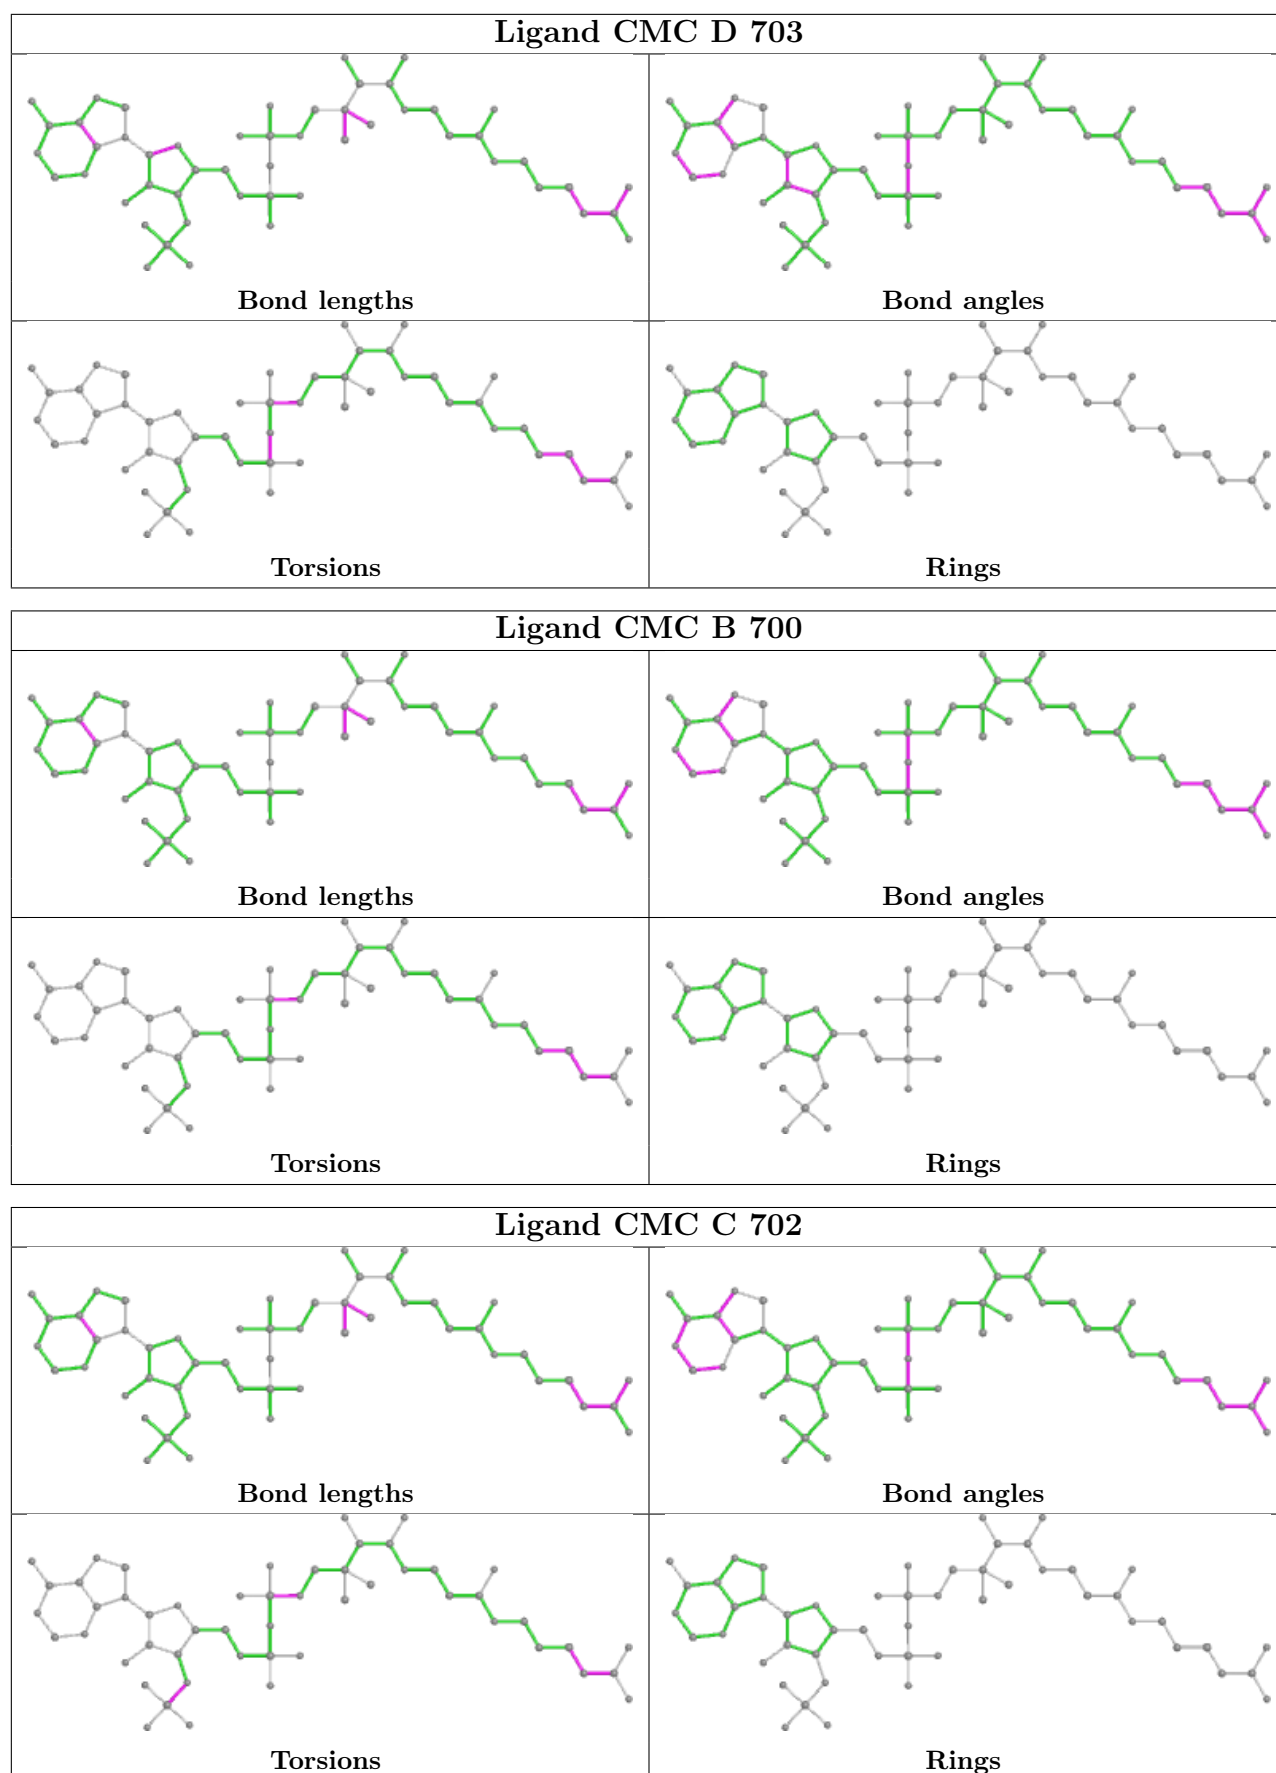 Ligand CMC D 703
Bond lengths
Bond angles
Torsions
Rings
Ligand CMC B 700
Bond lengths
Bond angles
Torsions
Rings
Ligand CMC C 702
Bond lengths
Bond angles
Torsions
Rings